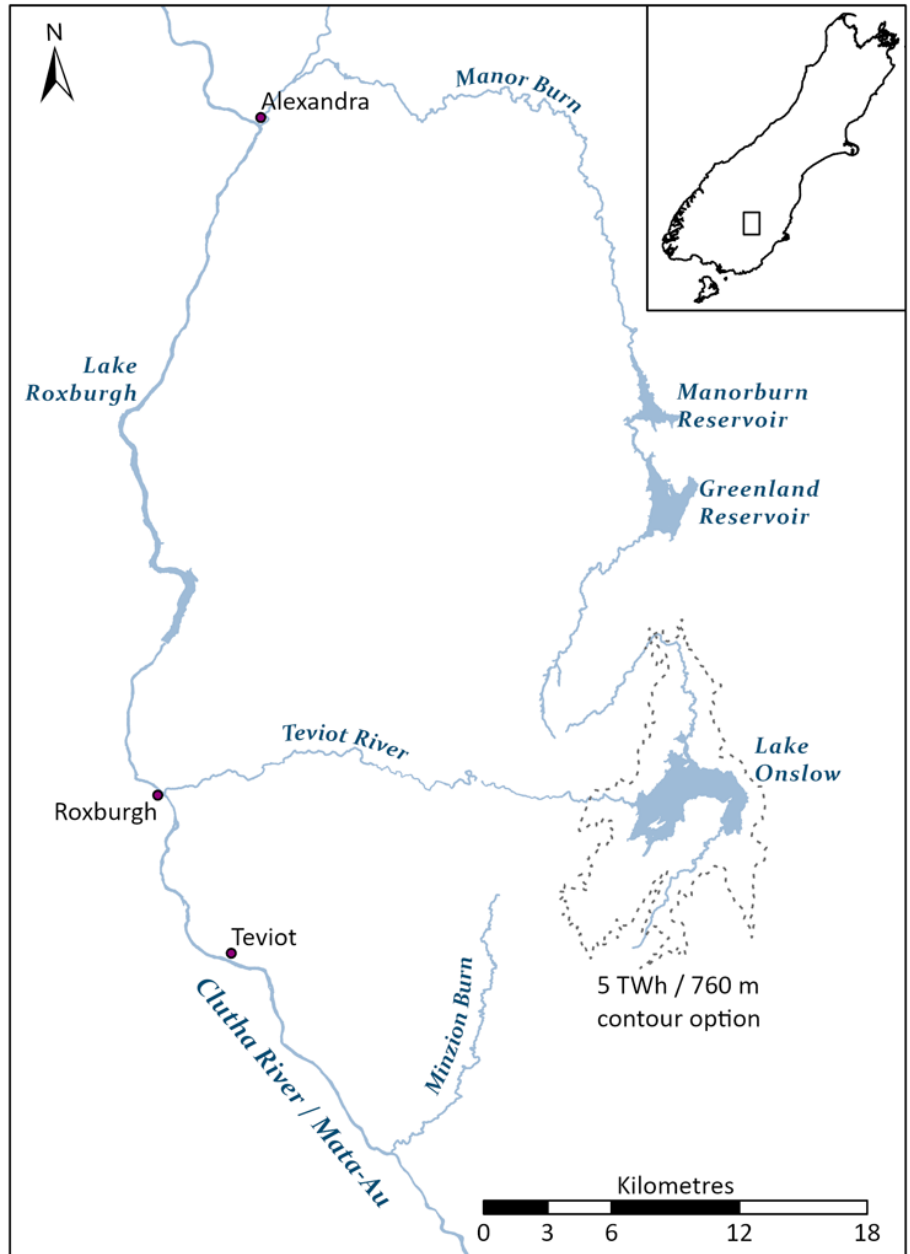 N
Alexandra
Manor Burn
Lake
Roxburgh
Manorburn
Reservoir
Greenland
Reservoir
Teviot River
Lake
Onslow
Roxburgh
Teviot
5 TWh / 760 m
contour option
Clutha River / Mata-Au
Minzion Burn
Kilometres
0 3 6 12 18